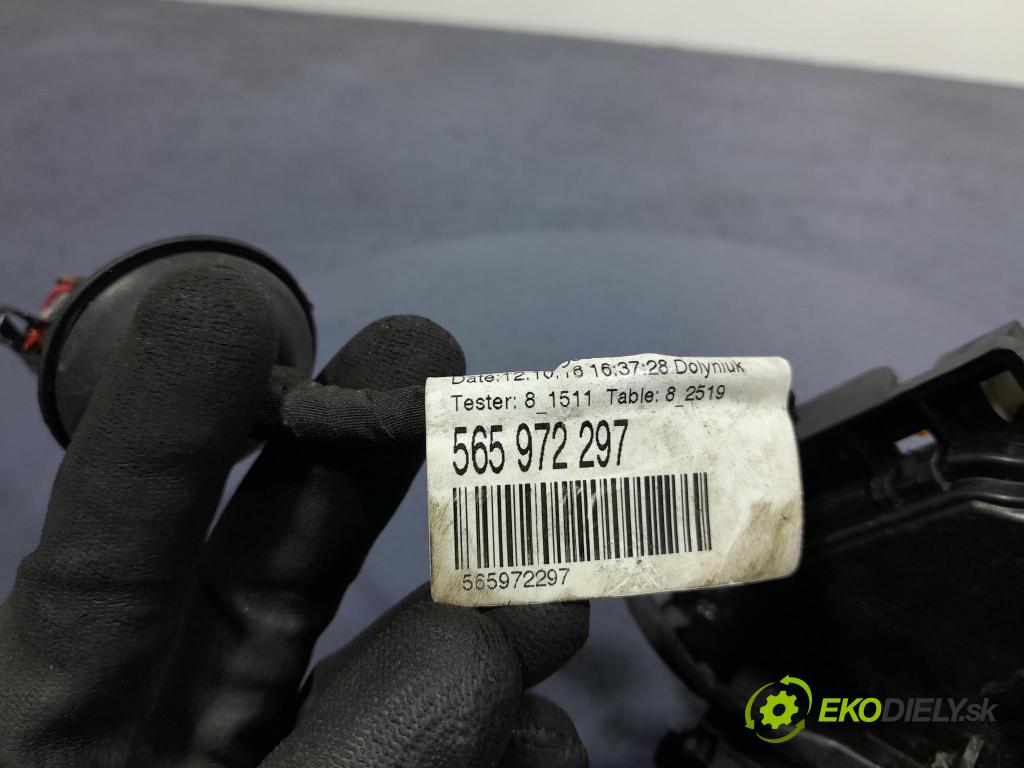 Date:12.10.16 16:37:28 Dolyniuk
Tester: 8_1511 Table: 8_2519
565 972 297
565972297
EKODIELY.sk